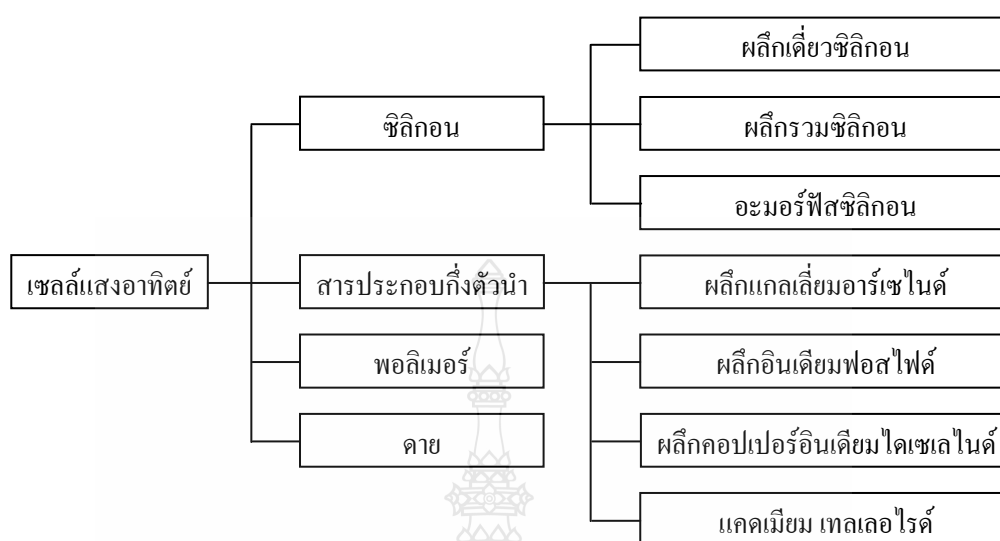 เซลล์แสงอาทิตย์
ซิลิกอน
ผลึกเดี่ยวซิลิกอน
ผลึกรวมซิลิกอน
อะมอร์ฟัสซิลิกอน
สารประกอบกึ่งตัวนำ
ผลึกแกลเลี่ยมอาร์เซไนด์
ผลึกอินเดียมฟอสไฟด์
ผลึกคอปเปอร์อินเดียมไดเซเลไนด์
แคดเมียม เทลเลอไรด์
พอลิเมอร์
ดาย